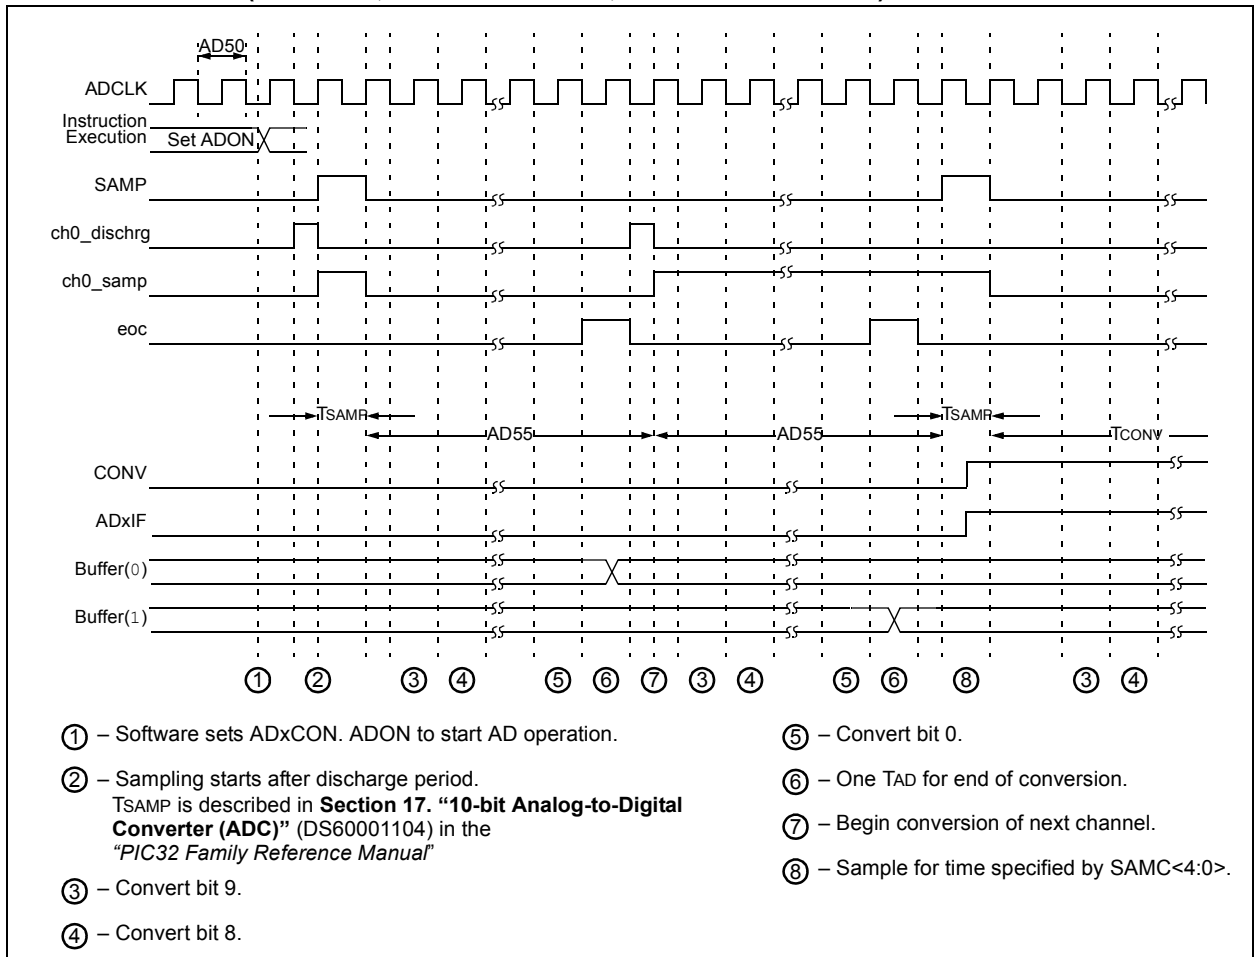 AD50
ADCLK
Instruction
Execution
Set ADON
SAMP
ch0_dischrg
ch0_samp
eoc
TSAMP
TSAMP
AD55
AD55
TCONV
CONV
ADxIF
Buffer(0)
Buffer(1)
① ② ③ ④ ⑤ ⑥ ⑦ ③ ④ ⑤ ⑥ ⑧ ③ ④
① – Software sets ADxCON. ADON to start AD operation.
② – Sampling starts after discharge period.
TSAMP is described in Section 17. “10-bit Analog-to-Digital
Converter (ADC)” (DS60001104) in the
“PIC32 Family Reference Manual”
③ – Convert bit 9.
④ – Convert bit 8.
⑤ – Convert bit 0.
⑥ – One TAD for end of conversion.
⑦ – Begin conversion of next channel.
⑧ – Sample for time specified by SAMC<4:0>.